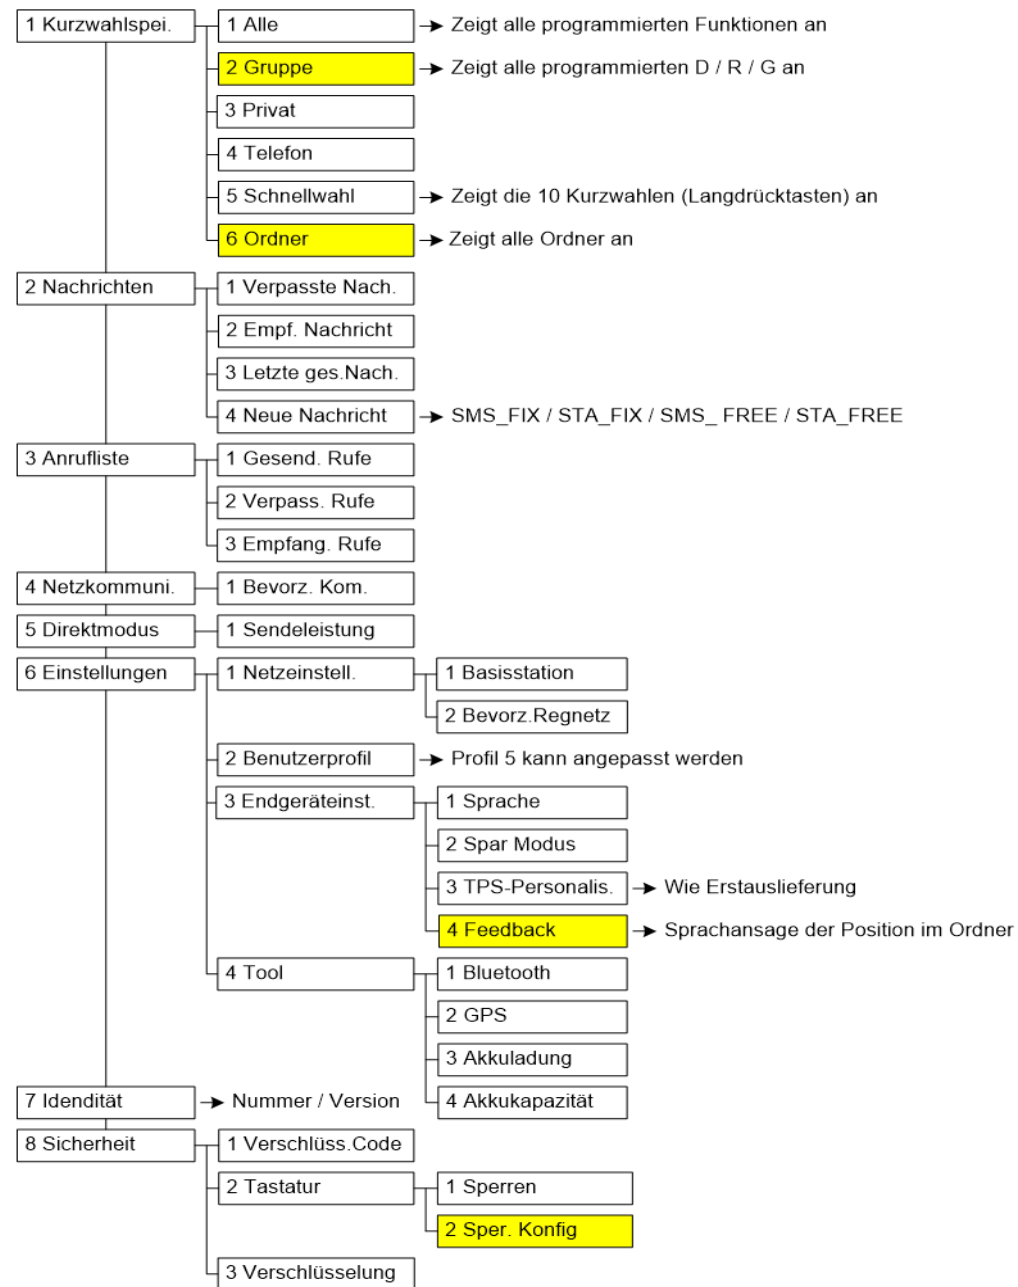 1 Kurzwahlspei.
1 Alle
Zeigt alle programmierten Funktionen an
2 Gruppe
Zeigt alle programmierten D / R / G an
3 Privat
4 Telefon
5 Schnellwahl
Zeigt die 10 Kurzwahlen (Langdrücktasten) an
6 Ordner
Zeigt alle Ordner an
2 Nachrichten
1 Verpasste Nach.
2 Empf. Nachricht
3 Letzte ges.Nach.
4 Neue Nachricht
SMS_FIX / STA_FIX / SMS_ FREE / STA_FREE
3 Anrufliste
1 Gesend. Rufe
2 Verpass. Rufe
3 Empfang. Rufe
4 Netzkommuni.
1 Bevorz. Kom.
5 Direktmodus
1 Sendeleistung
6 Einstellungen
1 Netzeinstell.
1 Basisstation
2 Bevorz.Regnetz
2 Benutzerprofil
Profil 5 kann angepasst werden
3 Endgeräteinst.
1 Sprache
2 Spar Modus
3 TPS-Personalis.
Wie Erstauslieferung
4 Feedback
Sprachansage der Position im Ordner
4 Tool
1 Bluetooth
2 GPS
3 Akkuladung
4 Akkukapazität
7 Idendität
Nummer / Version
8 Sicherheit
1 Verschlüss.Code
2 Tastatur
1 Sperren
2 Sper. Konfig
3 Verschlüsselung